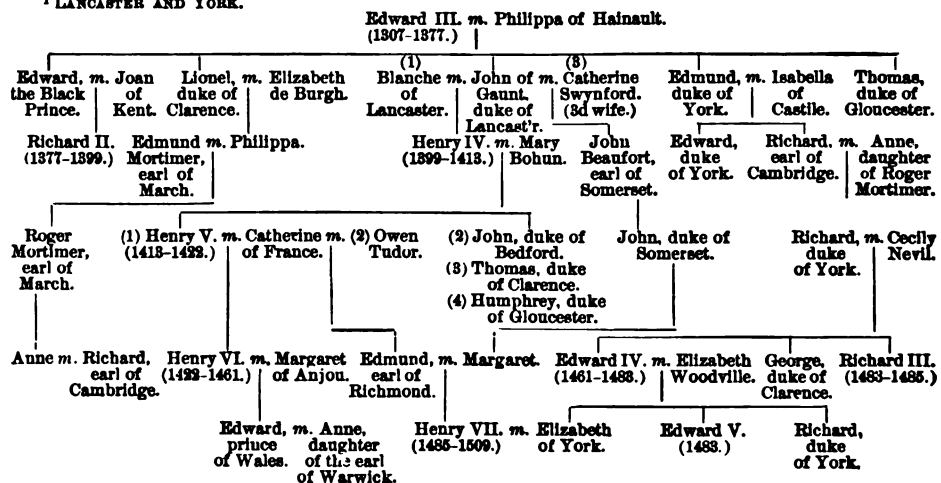 ¹ LANCASTER AND YORK.
Edward III. m. Philippa of Hainault.
(1307-1377.)
(1) (3)
Edward, m. Joan Lionel, m. Elizabeth Blanche m. John of m. Catherine Edmund, m. Isabella Thomas,
the Black of duke of de Burgh. of Gaunt, Swynford. duke of of duke of
Prince. Kent. Clarence. Lancaster. duke of (3d wife.) York. Castile. Gloucester.
Lancast'r.
Richard II. Edmund m. Philippa. Henry IV. m. Mary John Edward, Richard, m. Anne,
(1377-1399.) Mortimer, (1399-1413.) Bohun. Beaufort, duke earl of daughter
earl of earl of of York. Cambridge. of Roger
March. Somerset. Mortimer.
Roger (1) Henry V. m. Catherine m. (2) Owen (2) John, duke of John, duke of Richard, m. Cecily
Mortimer, (1413-1422.) of France. Tudor. Bedford. Somerset. duke Nevil.
earl of (3) Thomas, duke of York.
March. of Clarence.
(4) Humphrey, duke
of Gloucester.
Anne m. Richard, Henry VI. m. Margaret Edmund, m. Margaret. Edward IV. m. Elizabeth George, Richard III.
earl of (1422-1461.) of Anjou. earl of (1461-1483.) Woodville. duke of (1483-1485.)
Cambridge. Richmond. Clarence.
Edward, m. Anne, Henry VII. m. Elizabeth Edward V. Richard,
prince daughter (1485-1509.) of York. (1483.) duke
of Wales. of the earl of York.
of Warwick.